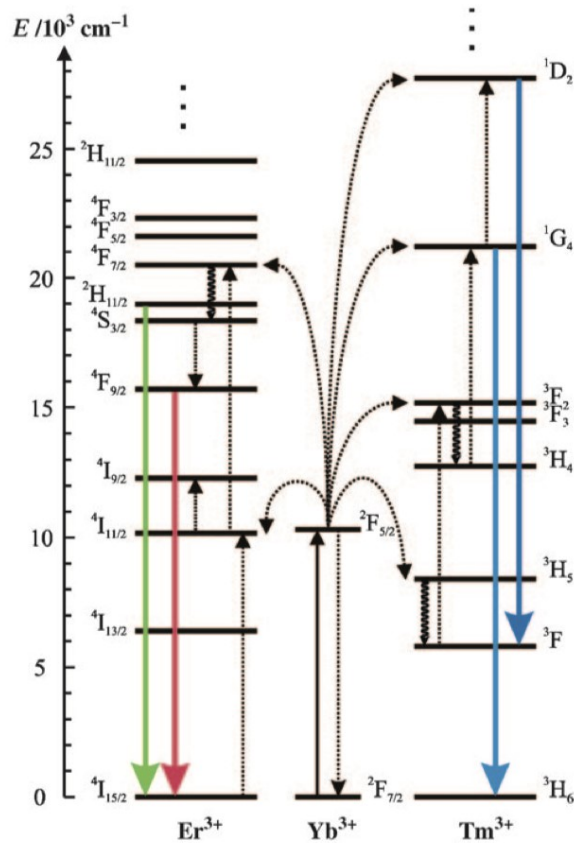 E /10³ cm⁻¹
25
20
15
10
5
0
²H₁₁/₂
⁴F₃/₂
⁴F₅/₂
⁴F₇/₂
²H₁₁/₂
⁴S₃/₂
⁴F₉/₂
⁴I₉/₂
⁴I₁₁/₂
⁴I₁₃/₂
⁴I₁₅/₂
Er³⁺
²F₅/₂
²F₇/₂
Yb³⁺
¹D₂
¹G₄
³F₂
³F₃
³H₄
³H₅
³F
³H₆
Tm³⁺